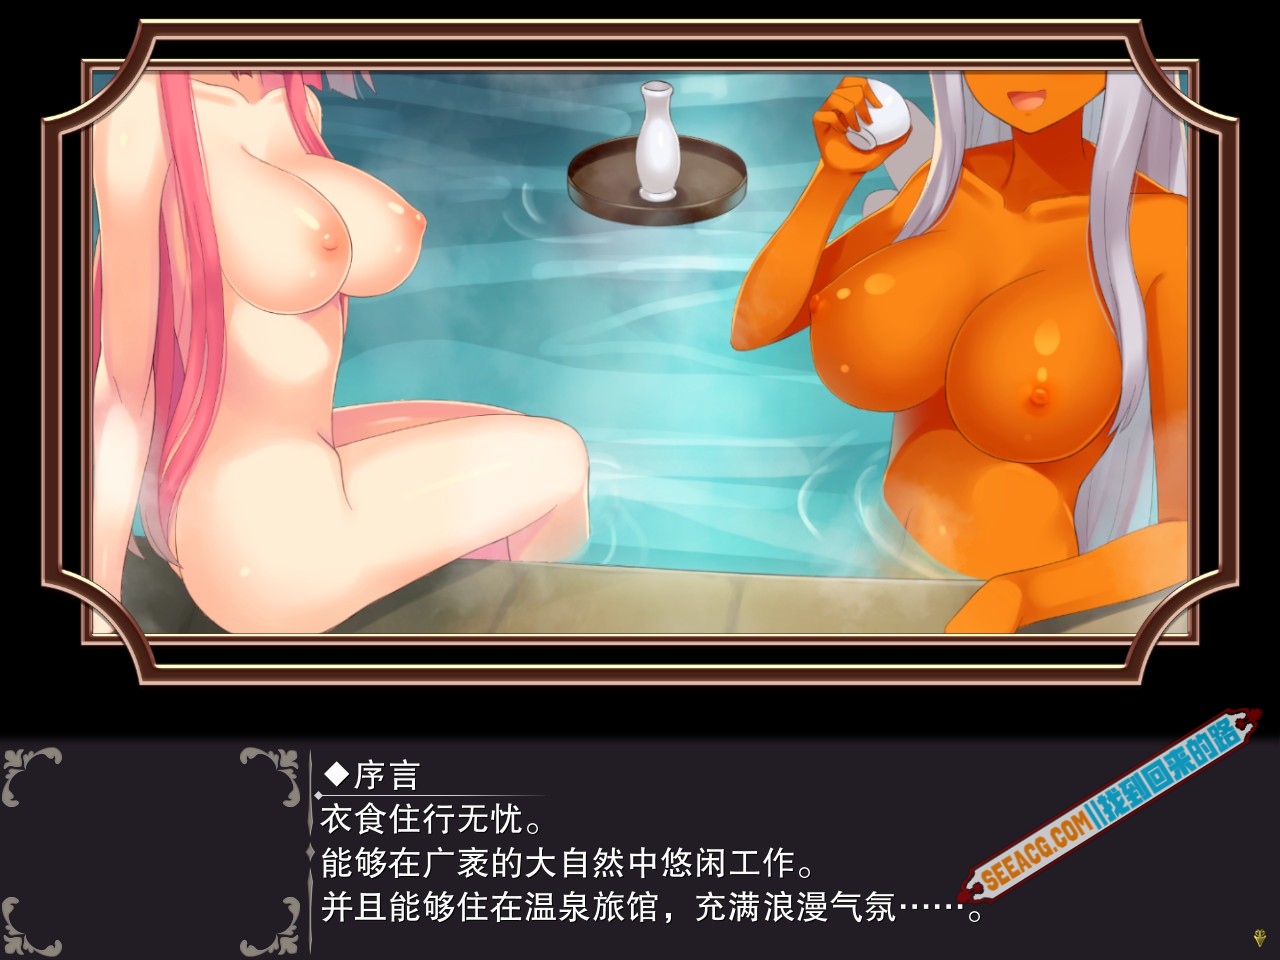 ◆序言
衣食住行无忧。
能够在广袤的大自然中悠闲工作。
并且能够住在温泉旅馆，充满浪漫气氛……。
SEEACG.COM||找到回来的路